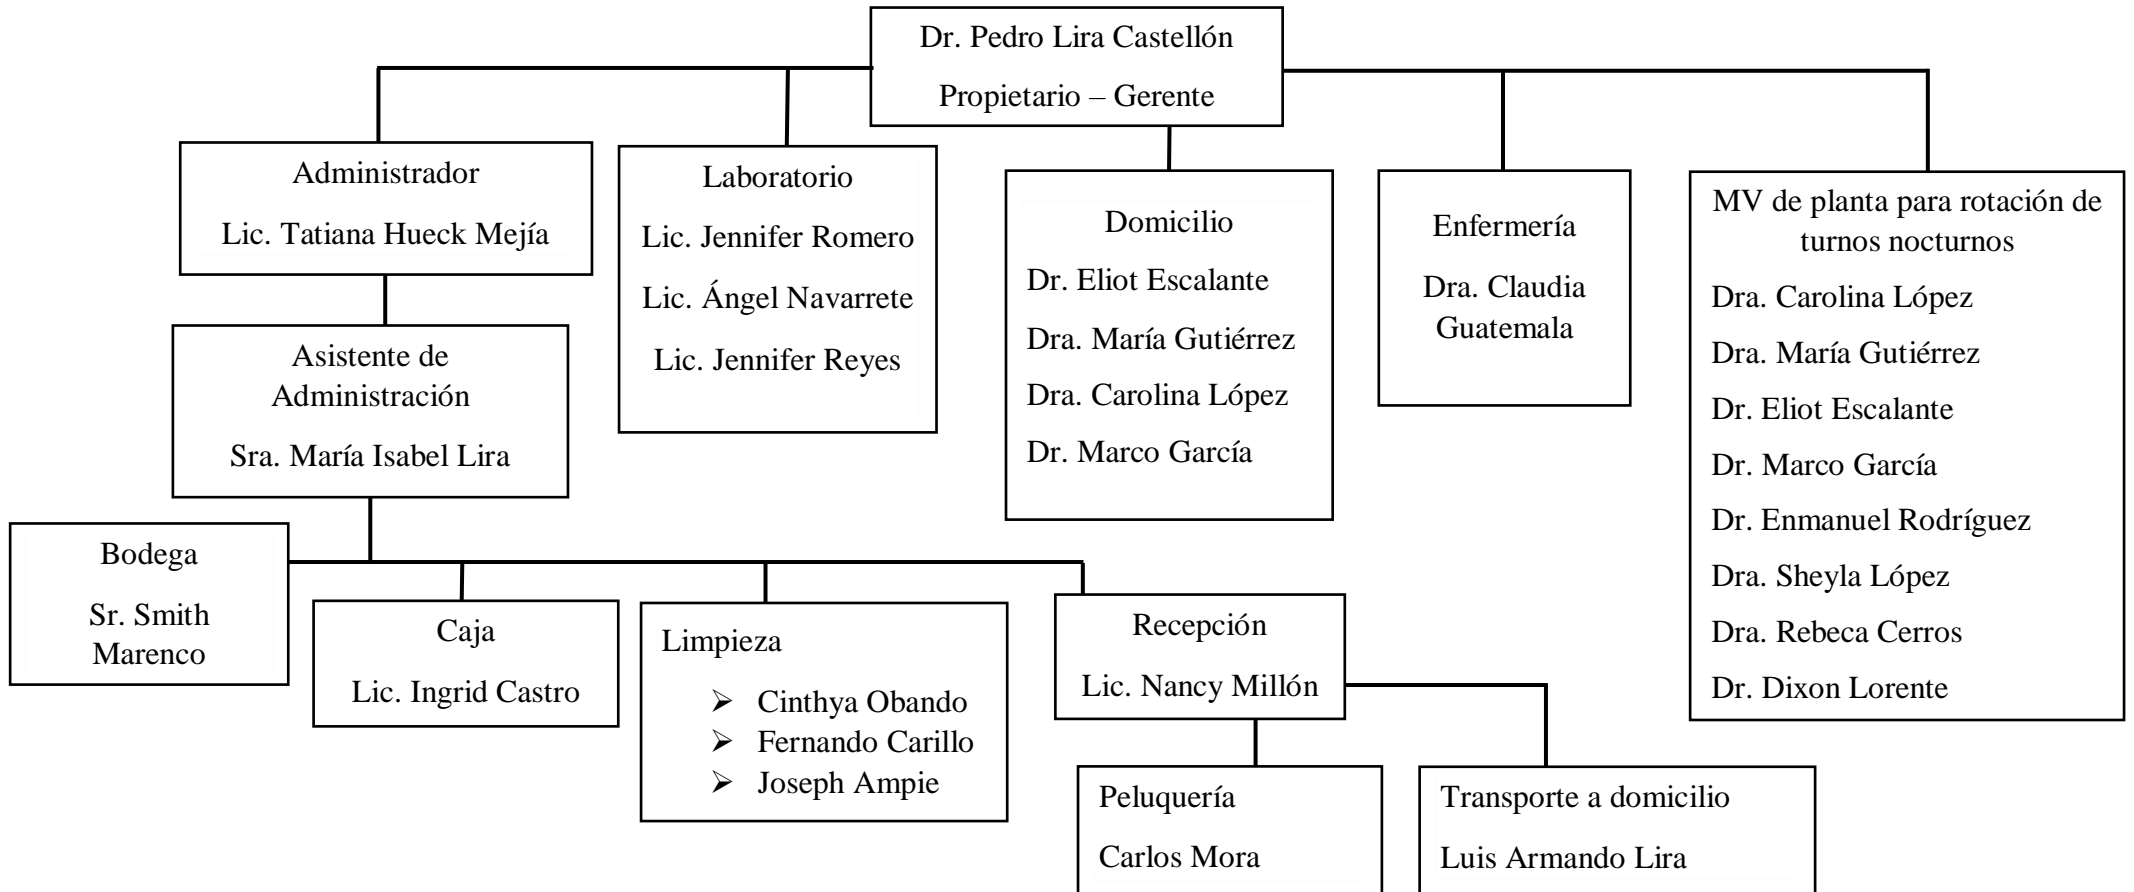 Dr. Pedro Lira Castellón
Propietario – Gerente
Administrador
Lic. Tatiana Hueck Mejía
Laboratorio
Lic. Jennifer Romero
Lic. Ángel Navarrete
Lic. Jennifer Reyes
Domicilio
Dr. Eliot Escalante
Dra. María Gutiérrez
Dra. Carolina López
Dr. Marco García
Enfermería
Dra. Claudia
Guatemala
MV de planta para rotación de
turnos nocturnos
Dra. Carolina López
Dra. María Gutiérrez
Dr. Eliot Escalante
Dr. Marco García
Dr. Enmanuel Rodríguez
Dra. Sheyla López
Dra. Rebeca Cerros
Dr. Dixon Lorente
Asistente de
Administración
Sra. María Isabel Lira
Bodega
Sr. Smith
Marenco
Caja
Lic. Ingrid Castro
Limpieza
➢ Cinthya Obando
➢ Fernando Carillo
➢ Joseph Ampie
Recepción
Lic. Nancy Millón
Peluquería
Carlos Mora
Transporte a domicilio
Luis Armando Lira